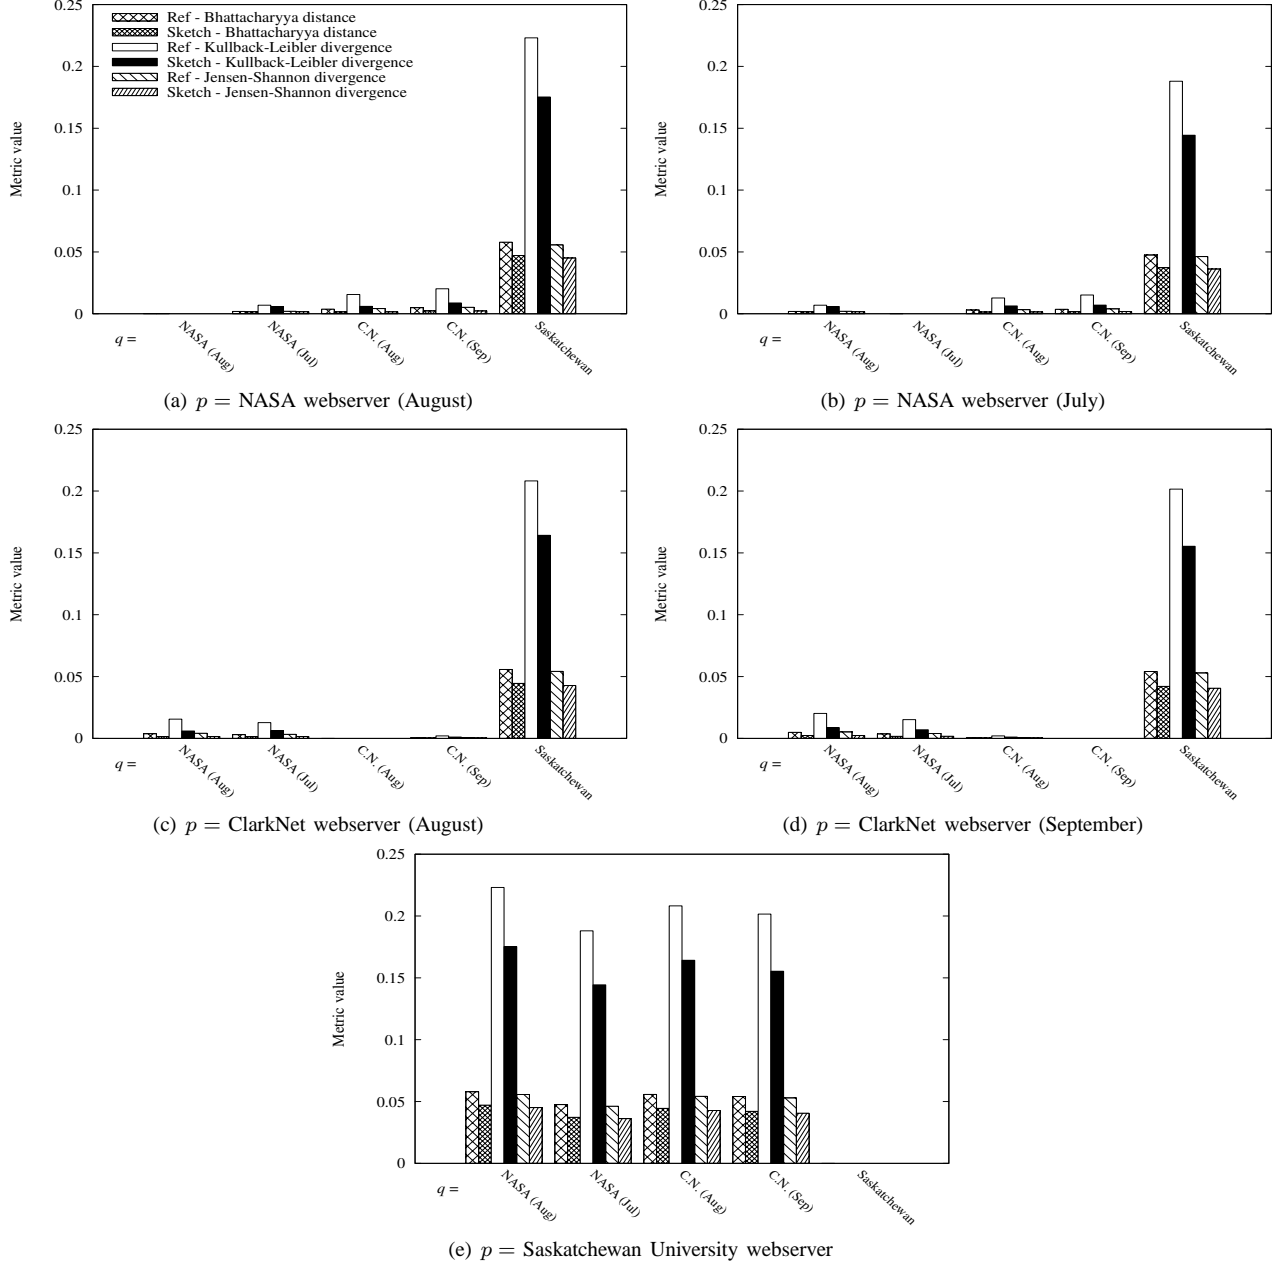 0.25
0.2
0.15
0.1
0.05
0
Metric value
Ref - Bhattacharyya distance
Sketch - Bhattacharyya distance
Ref - Kullback-Leibler divergence
Sketch - Kullback-Leibler divergence
Ref - Jensen-Shannon divergence
Sketch - Jensen-Shannon divergence
q =
NASA (Aug)
NASA (Jul)
C.N. (Aug)
C.N. (Sep)
Saskatchewan
(a) p = NASA webserver (August)
0.25
0.2
0.15
0.1
0.05
0
Metric value
q =
NASA (Aug)
NASA (Jul)
C.N. (Aug)
C.N. (Sep)
Saskatchewan
(b) p = NASA webserver (July)
0.25
0.2
0.15
0.1
0.05
0
Metric value
q =
NASA (Aug)
NASA (Jul)
C.N. (Aug)
C.N. (Sep)
Saskatchewan
(c) p = ClarkNet webserver (August)
0.25
0.2
0.15
0.1
0.05
0
Metric value
q =
NASA (Aug)
NASA (Jul)
C.N. (Aug)
C.N. (Sep)
Saskatchewan
(d) p = ClarkNet webserver (September)
0.25
0.2
0.15
0.1
0.05
0
Metric value
q =
NASA (Aug)
NASA (Jul)
C.N. (Aug)
C.N. (Sep)
Saskatchewan
(e) p = Saskatchewan University webserver